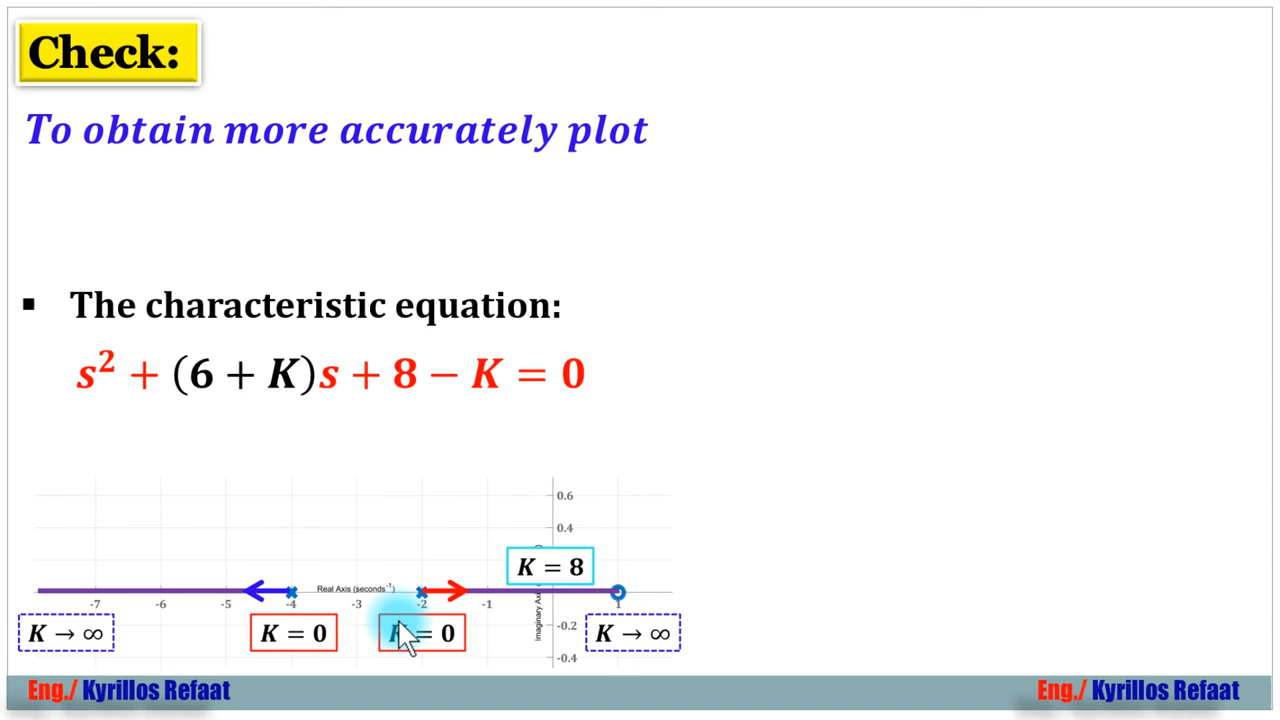 Check:
To obtain more accurately plot
▪ The characteristic equation:
s² + (6 + K)s + 8 − K = 0
0.6
0.4
K = 8
Real Axis (seconds⁻¹)
-7 -6 -5 -4 -3 -2 -1 1
Imaginary Axis
-0.2
K → ∞ K = 0 K = 0 K → ∞
-0.4
Eng./ Kyrillos Refaat Eng./ Kyrillos Refaat